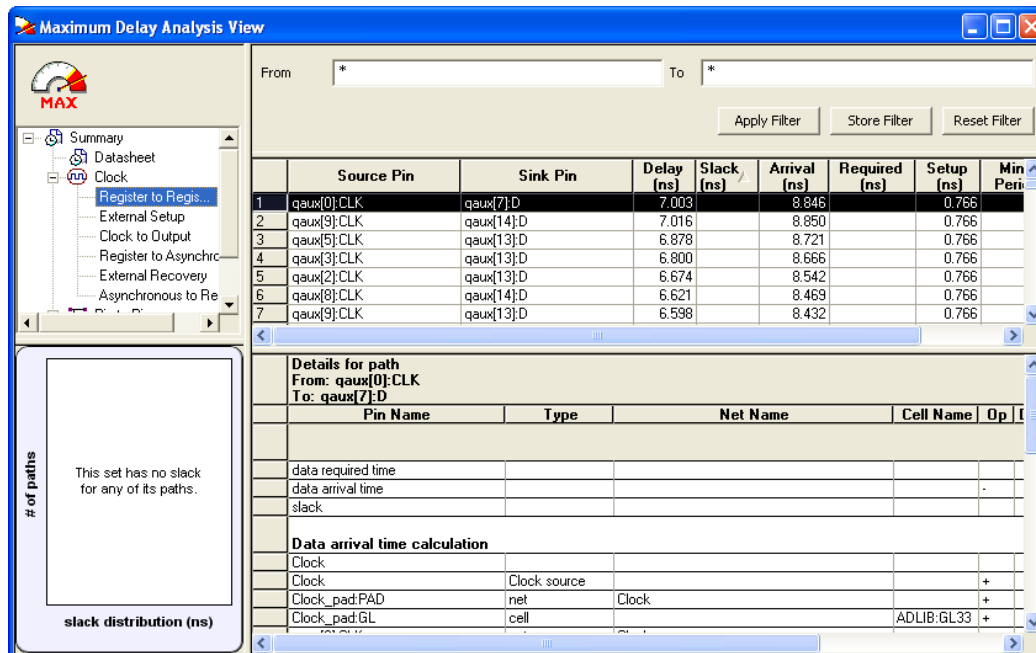 Maximum Delay Analysis View
MAX
Summary
Datasheet
Clock
Register to Regis...
External Setup
Clock to Output
Register to Asynchro
External Recovery
Asynchronous to Re
# of paths
This set has no slack
for any of its paths.
slack distribution (ns)
From * To *
Apply Filter Store Filter Reset Filter
Source Pin Sink Pin Delay (ns) Slack (ns) Arrival (ns) Required (ns) Setup (ns) Min
1 qaux[0]:CLK qaux[7]:D 7.003 8.846 0.766
2 qaux[9]:CLK qaux[14]:D 7.016 8.850 0.766
3 qaux[5]:CLK qaux[13]:D 6.878 8.721 0.766
4 qaux[3]:CLK qaux[13]:D 6.800 8.666 0.766
5 qaux[2]:CLK qaux[13]:D 6.674 8.542 0.766
6 qaux[8]:CLK qaux[14]:D 6.621 8.469 0.766
7 qaux[9]:CLK qaux[13]:D 6.598 8.432 0.766
Details for path
From: qaux[0]:CLK
To: qaux[7]:D
Pin Name Type Net Name Cell Name Op
data required time
data arrival time -
slack
Data arrival time calculation
Clock
Clock Clock source +
Clock_pad:PAD net Clock +
Clock_pad:GL cell ADLIB:GL33 +